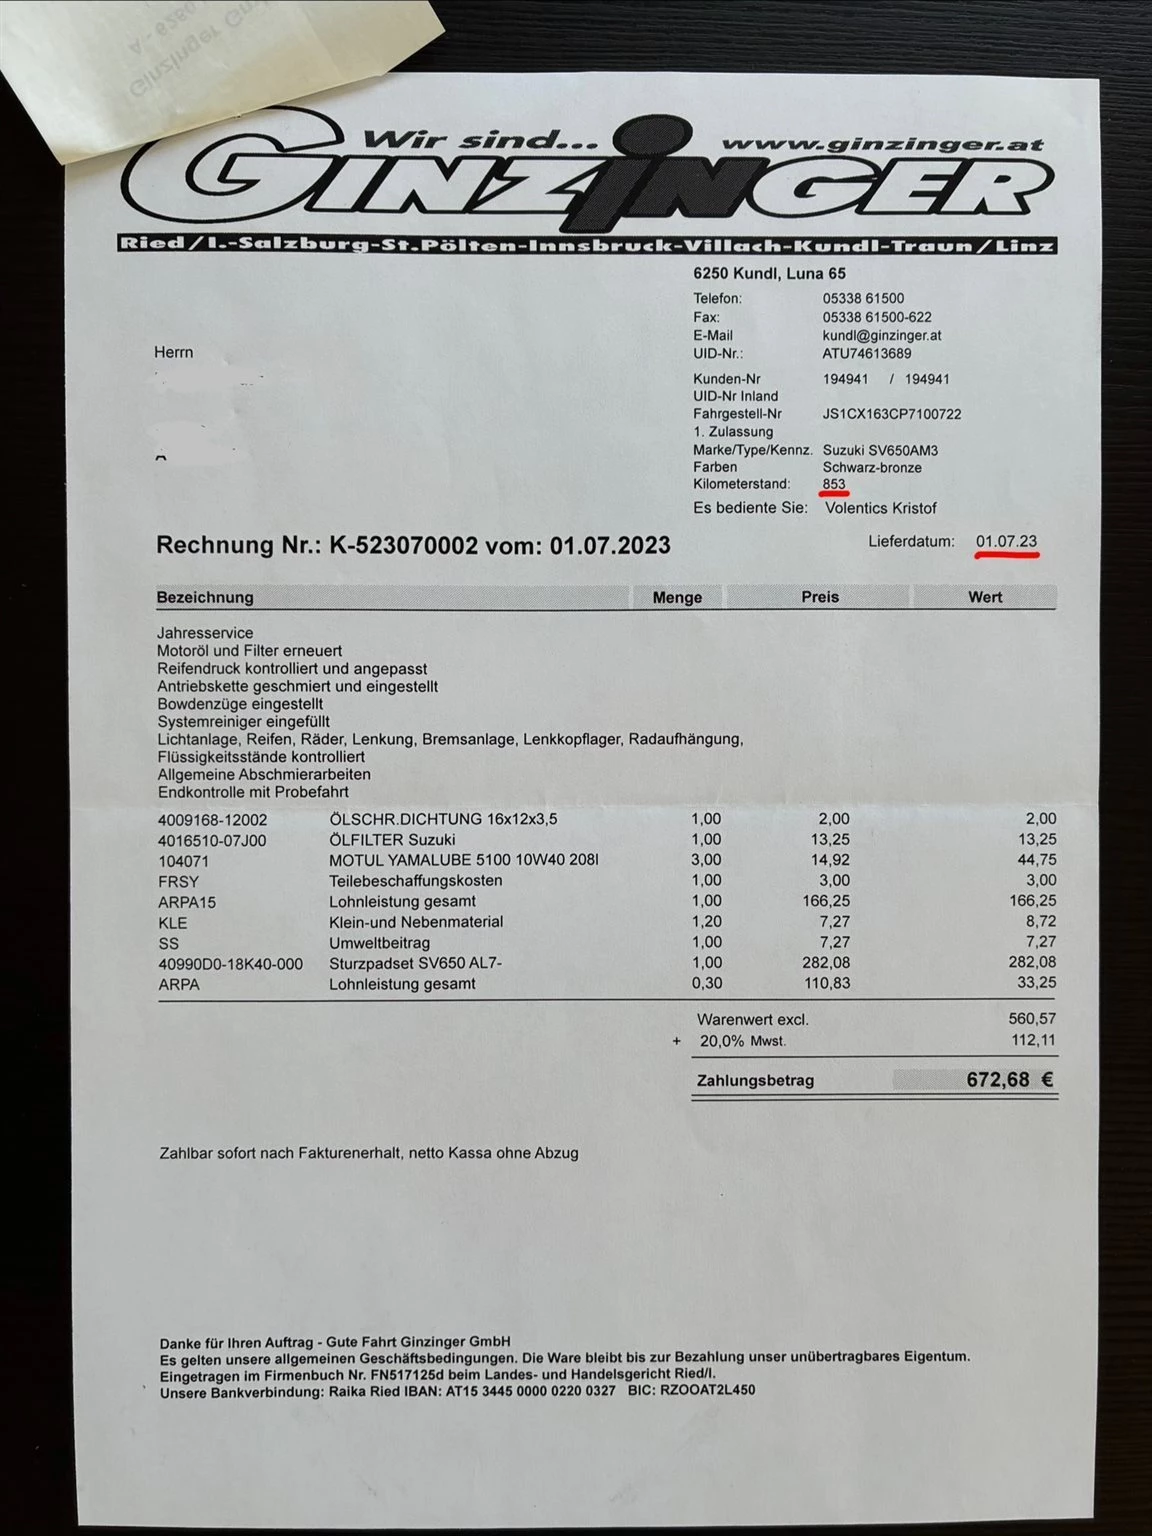 Ginzinger Gm
A - 6250
Wir sind... www.ginzinger.at
GINZINGER
Ried/I.-Salzburg-St.Pölten-Innsbruck-Villach-Kundl-Traun/Linz
6250 Kundl, Luna 65
Telefon: 05338 61500
Fax: 05338 61500-622
E-Mail kundl@ginzinger.at
UID-Nr.: ATU74613689
Herrn
Kunden-Nr 194941 / 194941
UID-Nr Inland
Fahrgestell-Nr JS1CX163CP7100722
1. Zulassung
Marke/Type/Kennz. Suzuki SV650AM3
Farben Schwarz-bronze
Kilometerstand: 853
Es bediente Sie: Volentics Kristof
Rechnung Nr.: K-523070002 vom: 01.07.2023
Lieferdatum: 01.07.23
Bezeichnung Menge Preis Wert
Jahresservice
Motoröl und Filter erneuert
Reifendruck kontrolliert und angepasst
Antriebskette geschmiert und eingestellt
Bowdenzüge eingestellt
Systemreiniger eingefüllt
Lichtanlage, Reifen, Räder, Lenkung, Bremsanlage, Lenkkopflager, Radaufhängung,
Flüssigkeitsstände kontrolliert
Allgemeine Abschmierarbeiten
Endkontrolle mit Probefahrt
4009168-12002 ÖLSCHR.DICHTUNG 16x12x3,5 1,00 2,00 2,00
4016510-07J00 ÖLFILTER Suzuki 1,00 13,25 13,25
104071 MOTUL YAMALUBE 5100 10W40 208l 3,00 14,92 44,75
FRSY Teilebeschaffungskosten 1,00 3,00 3,00
ARPA15 Lohnleistung gesamt 1,00 166,25 166,25
KLE Klein-und Nebenmaterial 1,20 7,27 8,72
SS Umweltbeitrag 1,00 7,27 7,27
40990D0-18K40-000 Sturzpadset SV650 AL7- 1,00 282,08 282,08
ARPA Lohnleistung gesamt 0,30 110,83 33,25
Warenwert excl. 560,57
+ 20,0% Mwst. 112,11
Zahlungsbetrag 672,68 €
Zahlbar sofort nach Fakturenerhalt, netto Kassa ohne Abzug
Danke für Ihren Auftrag - Gute Fahrt Ginzinger GmbH
Es gelten unsere allgemeinen Geschäftsbedingungen. Die Ware bleibt bis zur Bezahlung unser unübertragbares Eigentum.
Eingetragen im Firmenbuch Nr. FN517125d beim Landes- und Handelsgericht Ried/I.
Unsere Bankverbindung: Raika Ried IBAN: AT15 3445 0000 0220 0327 BIC: RZOOAT2L450